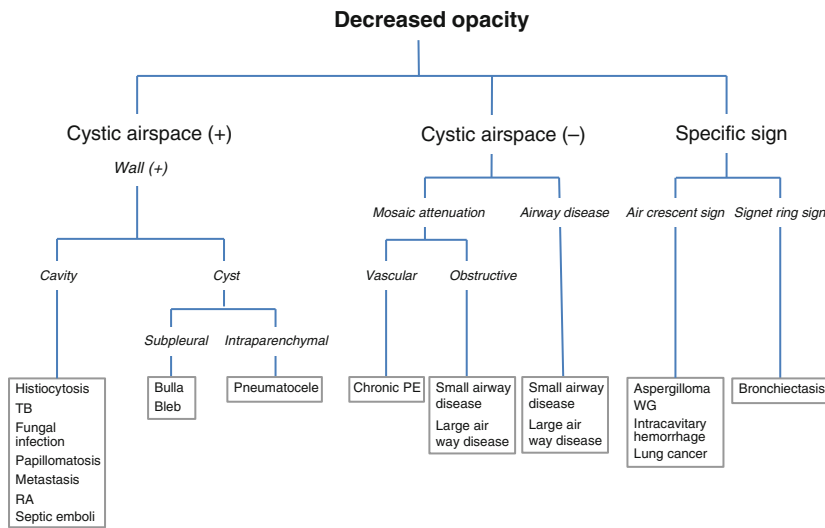 Decreased opacity
Cystic airspace (+)
Cystic airspace (–)
Specific sign
Wall (+)
Mosaic attenuation
Airway disease
Air crescent sign
Signet ring sign
Cavity
Cyst
Vascular
Obstructive
Subpleural
Intraparenchymal
Histiocytosis
TB
Fungal
infection
Papillomatosis
Metastasis
RA
Septic emboli
Bulla
Bleb
Pneumatocele
Chronic PE
Small airway
disease
Large air
way disease
Small airway
disease
Large air
way disease
Aspergilloma
WG
Intracavitary
hemorrhage
Lung cancer
Bronchiectasis